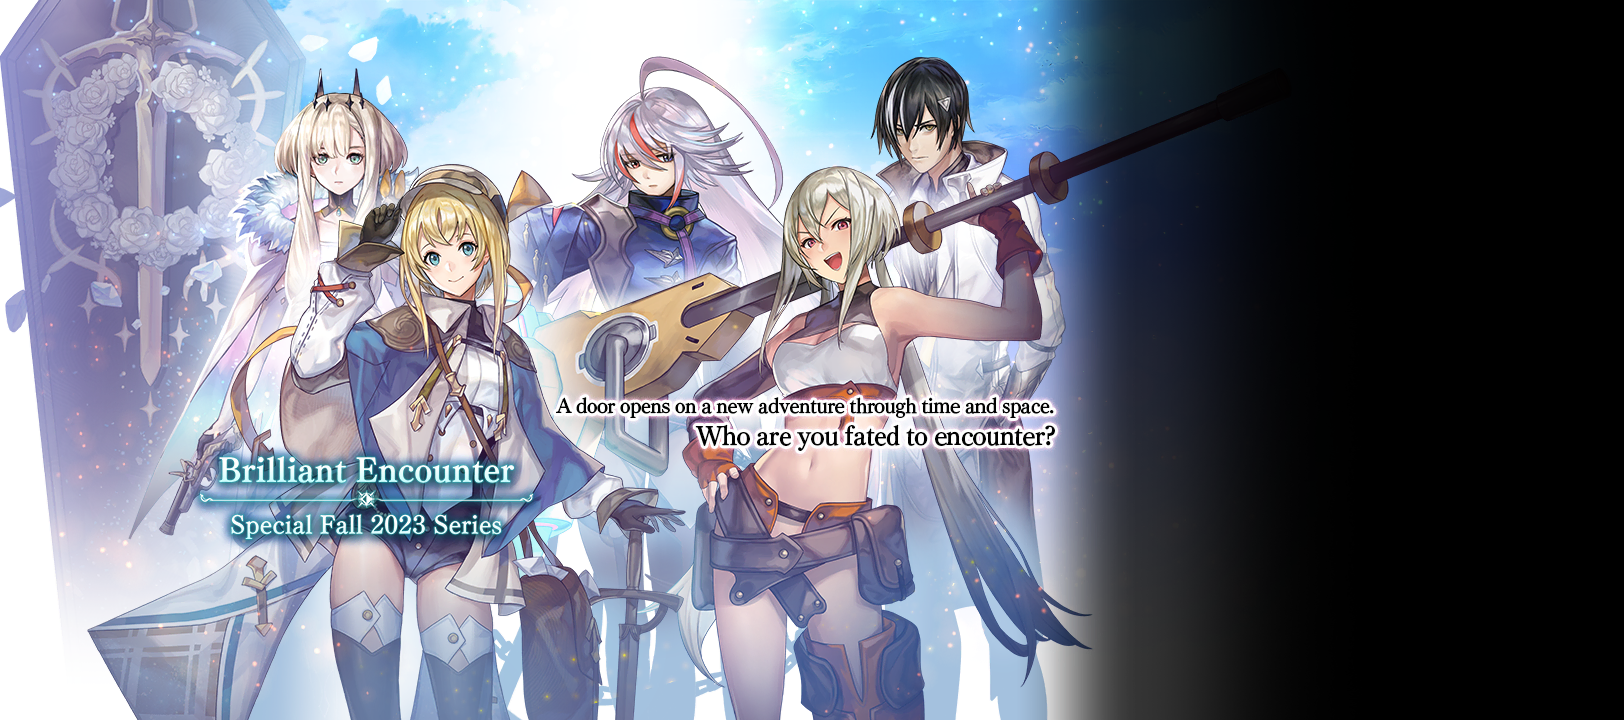 A door opens on a new adventure through time and space.
Who are you fated to encounter?
Brilliant Encounter
Special Fall 2023 Series